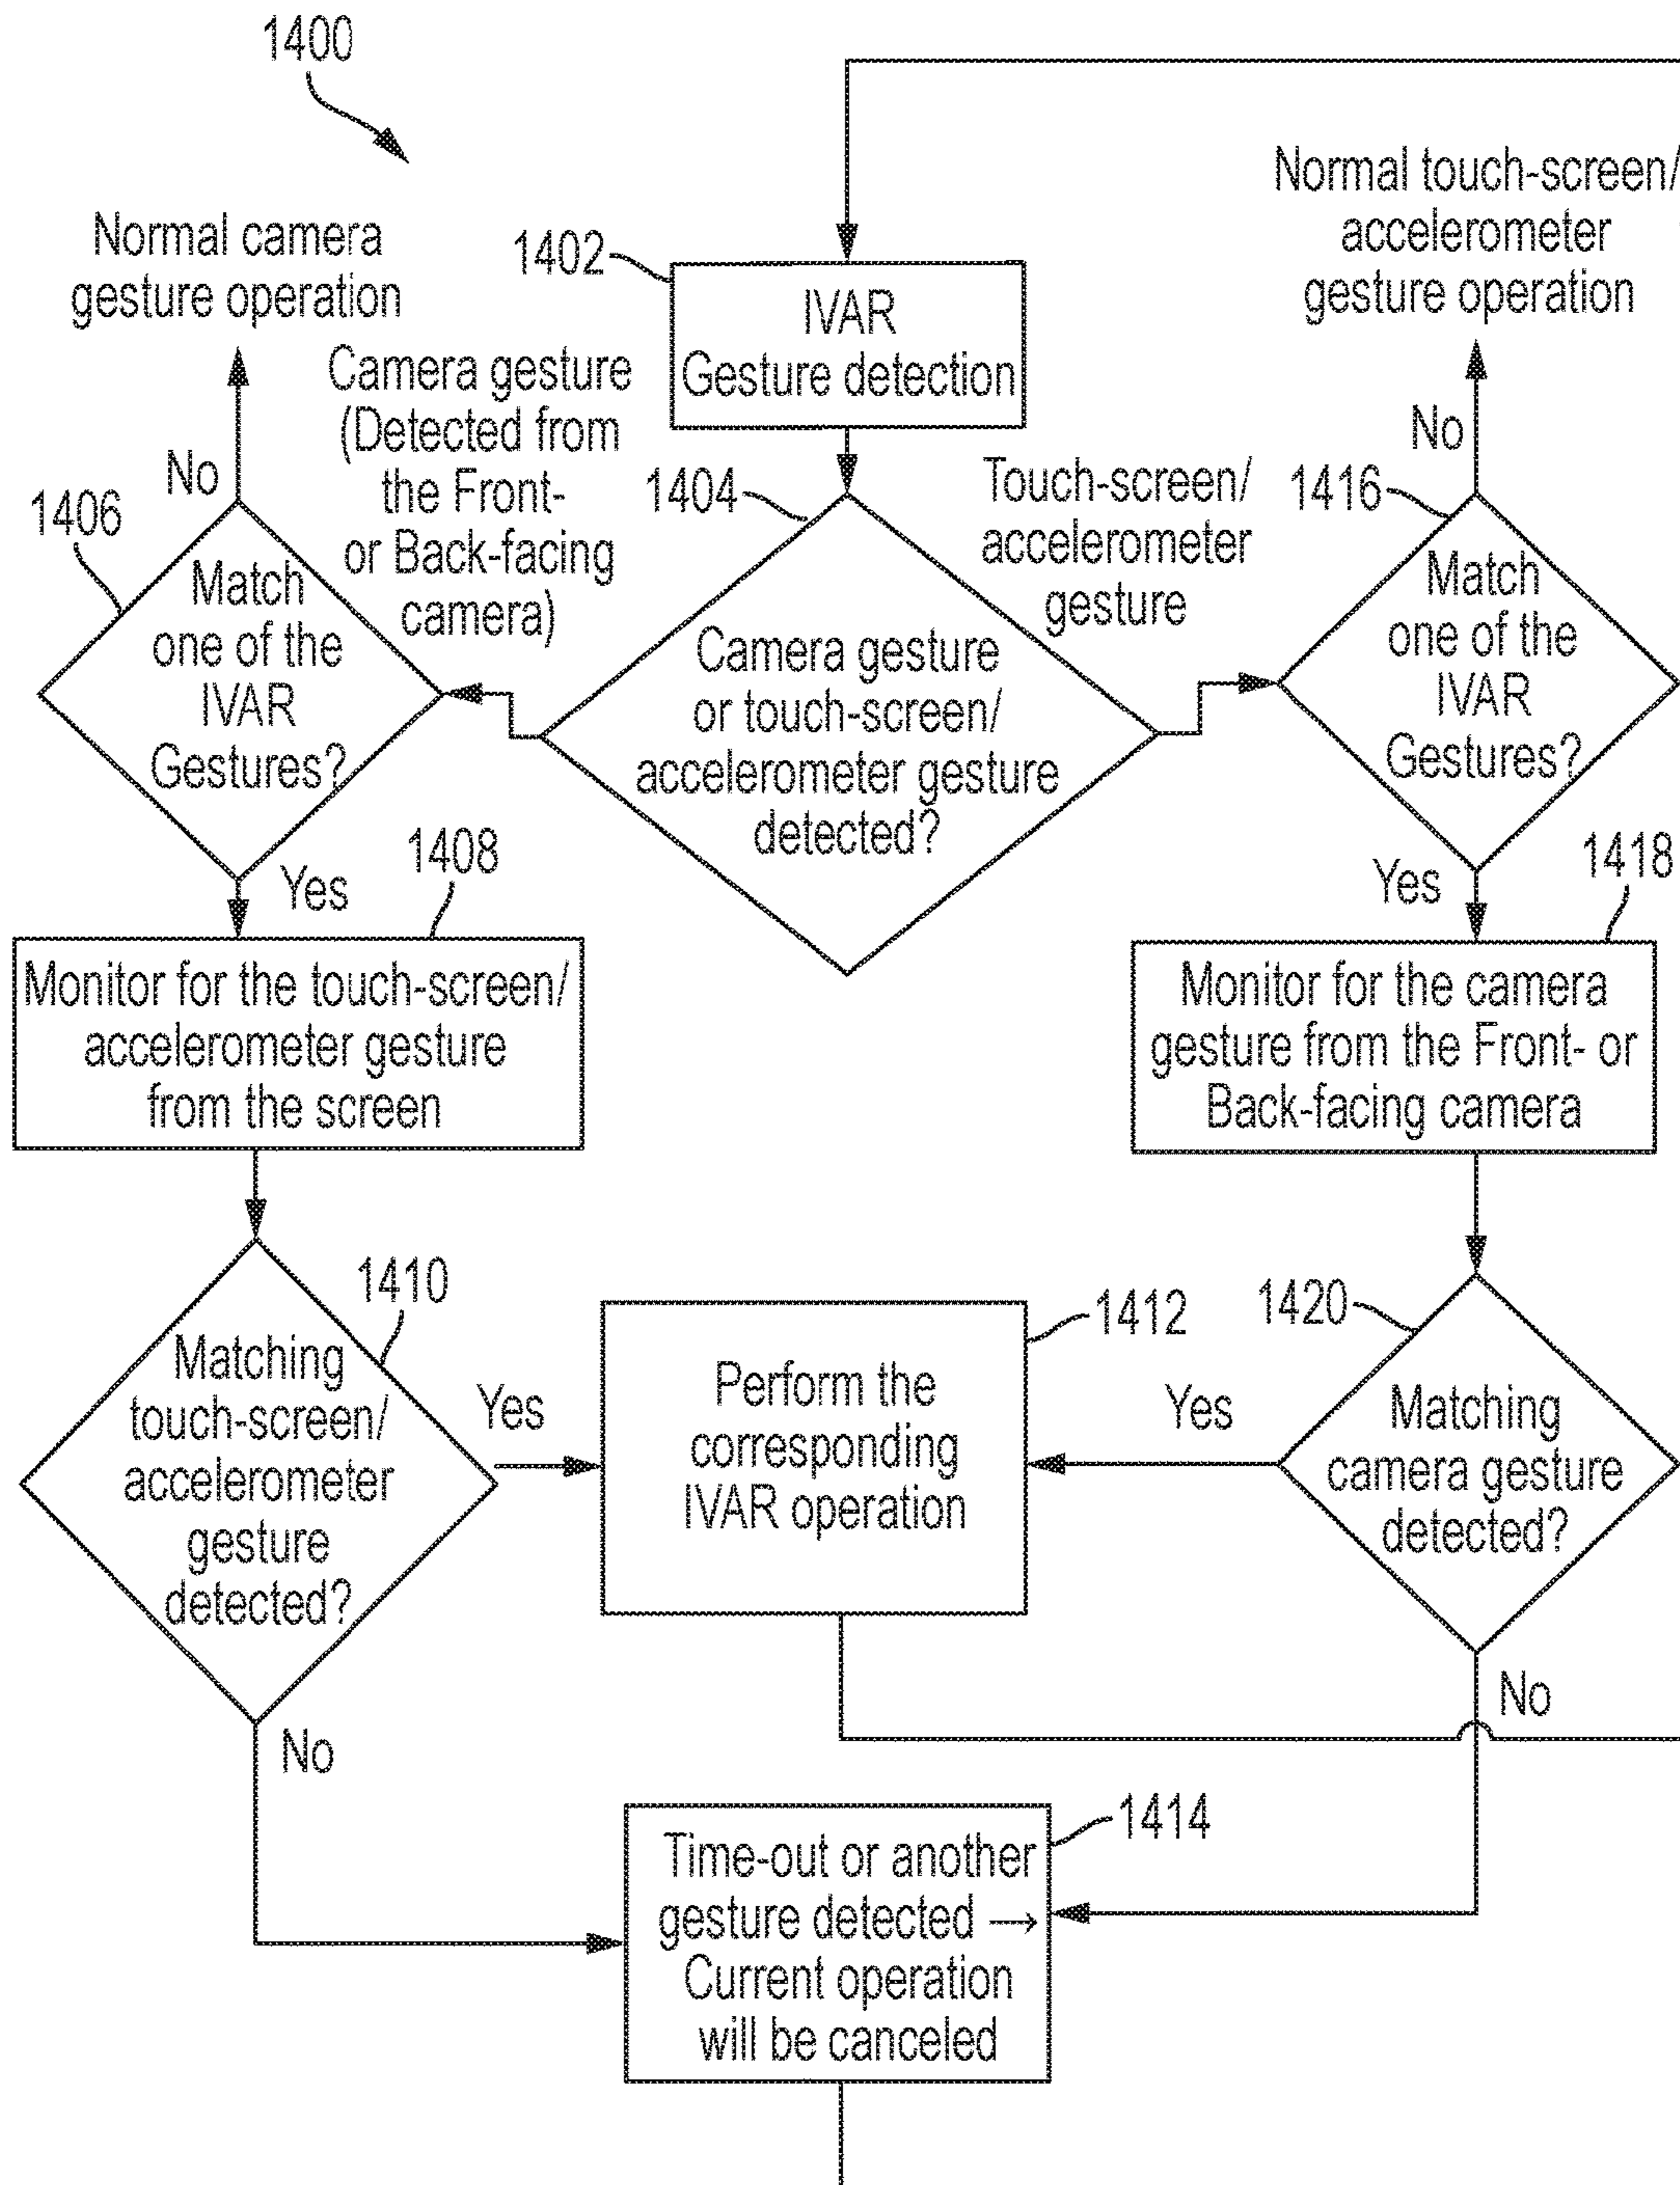 1400
Normal camera
gesture operation
1402
IVAR
Gesture detection
Normal touch-screen/
accelerometer
gesture operation
No
Camera gesture
(Detected from
the Front-
or Back-facing
camera)
1404
Touch-screen/
accelerometer
gesture
No
1406
Match
one of the
IVAR
Gestures?
Camera gesture
or touch-screen/
accelerometer gesture
detected?
1416
Match
one of the
IVAR
Gestures?
Yes
1408
Yes
1418
Monitor for the touch-screen/
accelerometer gesture
from the screen
Monitor for the camera
gesture from the Front- or
Back-facing camera
1410
Matching
touch-screen/
accelerometer
gesture
detected?
Yes
1412
Perform the
corresponding
IVAR operation
Yes
1420
Matching
camera gesture
detected?
No
No
1414
Time-out or another
gesture detected →
Current operation
will be canceled